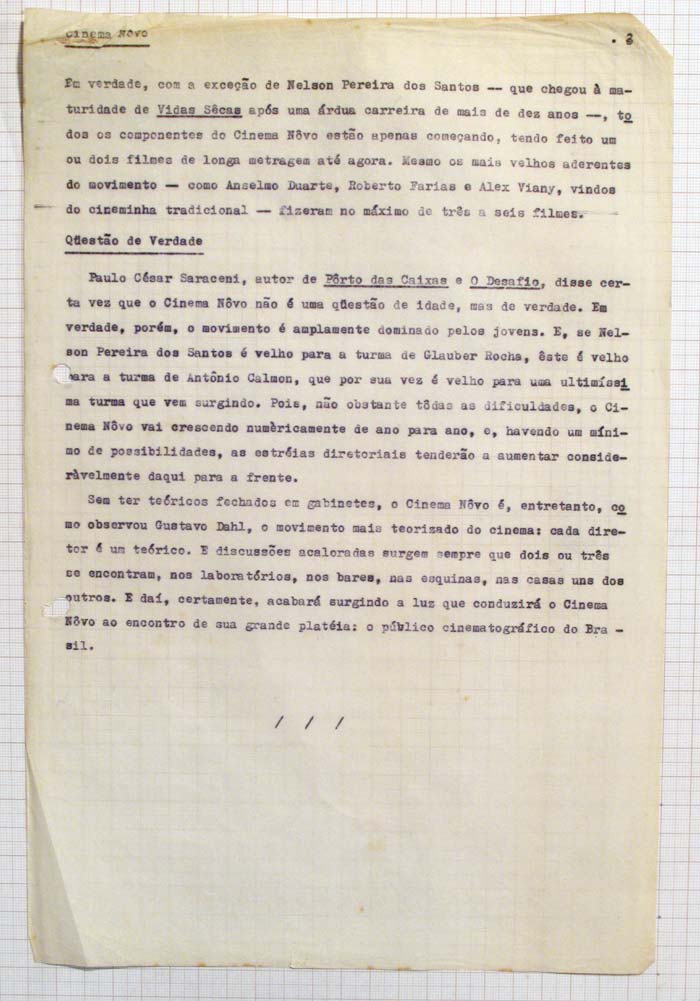 Cinema Nôvo . 3
Em verdade, com a exceção de Nelson Pereira dos Santos -- que chegou à ma-
turidade de Vidas Sêcas após uma árdua carreira de mais de dez anos --, to
dos os componentes do Cinema Nôvo estão apenas começando, tendo feito um
ou dois filmes de longa metragem até agora. Mesmo os mais velhos aderentes
do movimento -- como Anselmo Duarte, Roberto Farias e Alex Viany, vindos
do cineminha tradicional -- fizeram no máximo de três a seis filmes.
Qüestão de Verdade
Paulo César Saraceni, autor de Pôrto das Caixas e O Desafio, disse cer-
ta vez que o Cinema Nôvo não é uma qüestão de idade, mas de verdade. Em
verdade, porém, o movimento é amplamente dominado pelos jovens. E, se Nel-
son Pereira dos Santos é velho para a turma de Glauber Rocha, êste é velho
para a turma de Antônio Calmon, que por sua vez é velho para uma ultimíssi
ma turma que vem surgindo. Pois, não obstante tôdas as dificuldades, o Ci-
nema Nôvo vai crescendo numèricamente de ano para ano, e, havendo um míni-
mo de possibilidades, as estréias diretoriais tenderão a aumentar conside-
ràvelmente daqui para a frente.
Sem ter teóricos fechados em gabinetes, o Cinema Nôvo é, entretanto, co
mo observou Gustavo Dahl, o movimento mais teorizado do cinema: cada dire-
tor é um teórico. E discussões acaloradas surgem sempre que dois ou três
se encontram, nos laboratórios, nos bares, nas esquinas, nas casas uns dos
outros. E daí, certamente, acabará surgindo a luz que conduzirá o Cinema
Nôvo ao encontro de sua grande platéia: o público cinematográfico do Bra -
sil.
/ / /